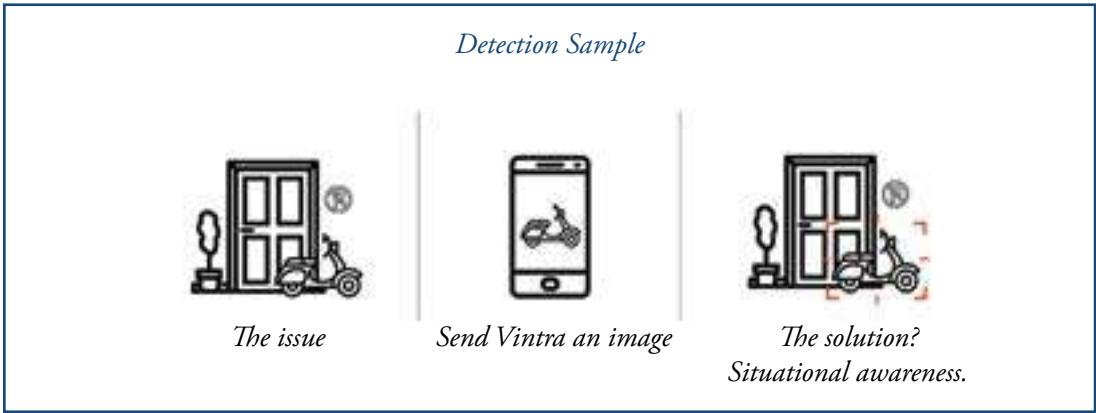 Detection Sample
The issue
Send Vintra an image
The solution?
Situational awareness.